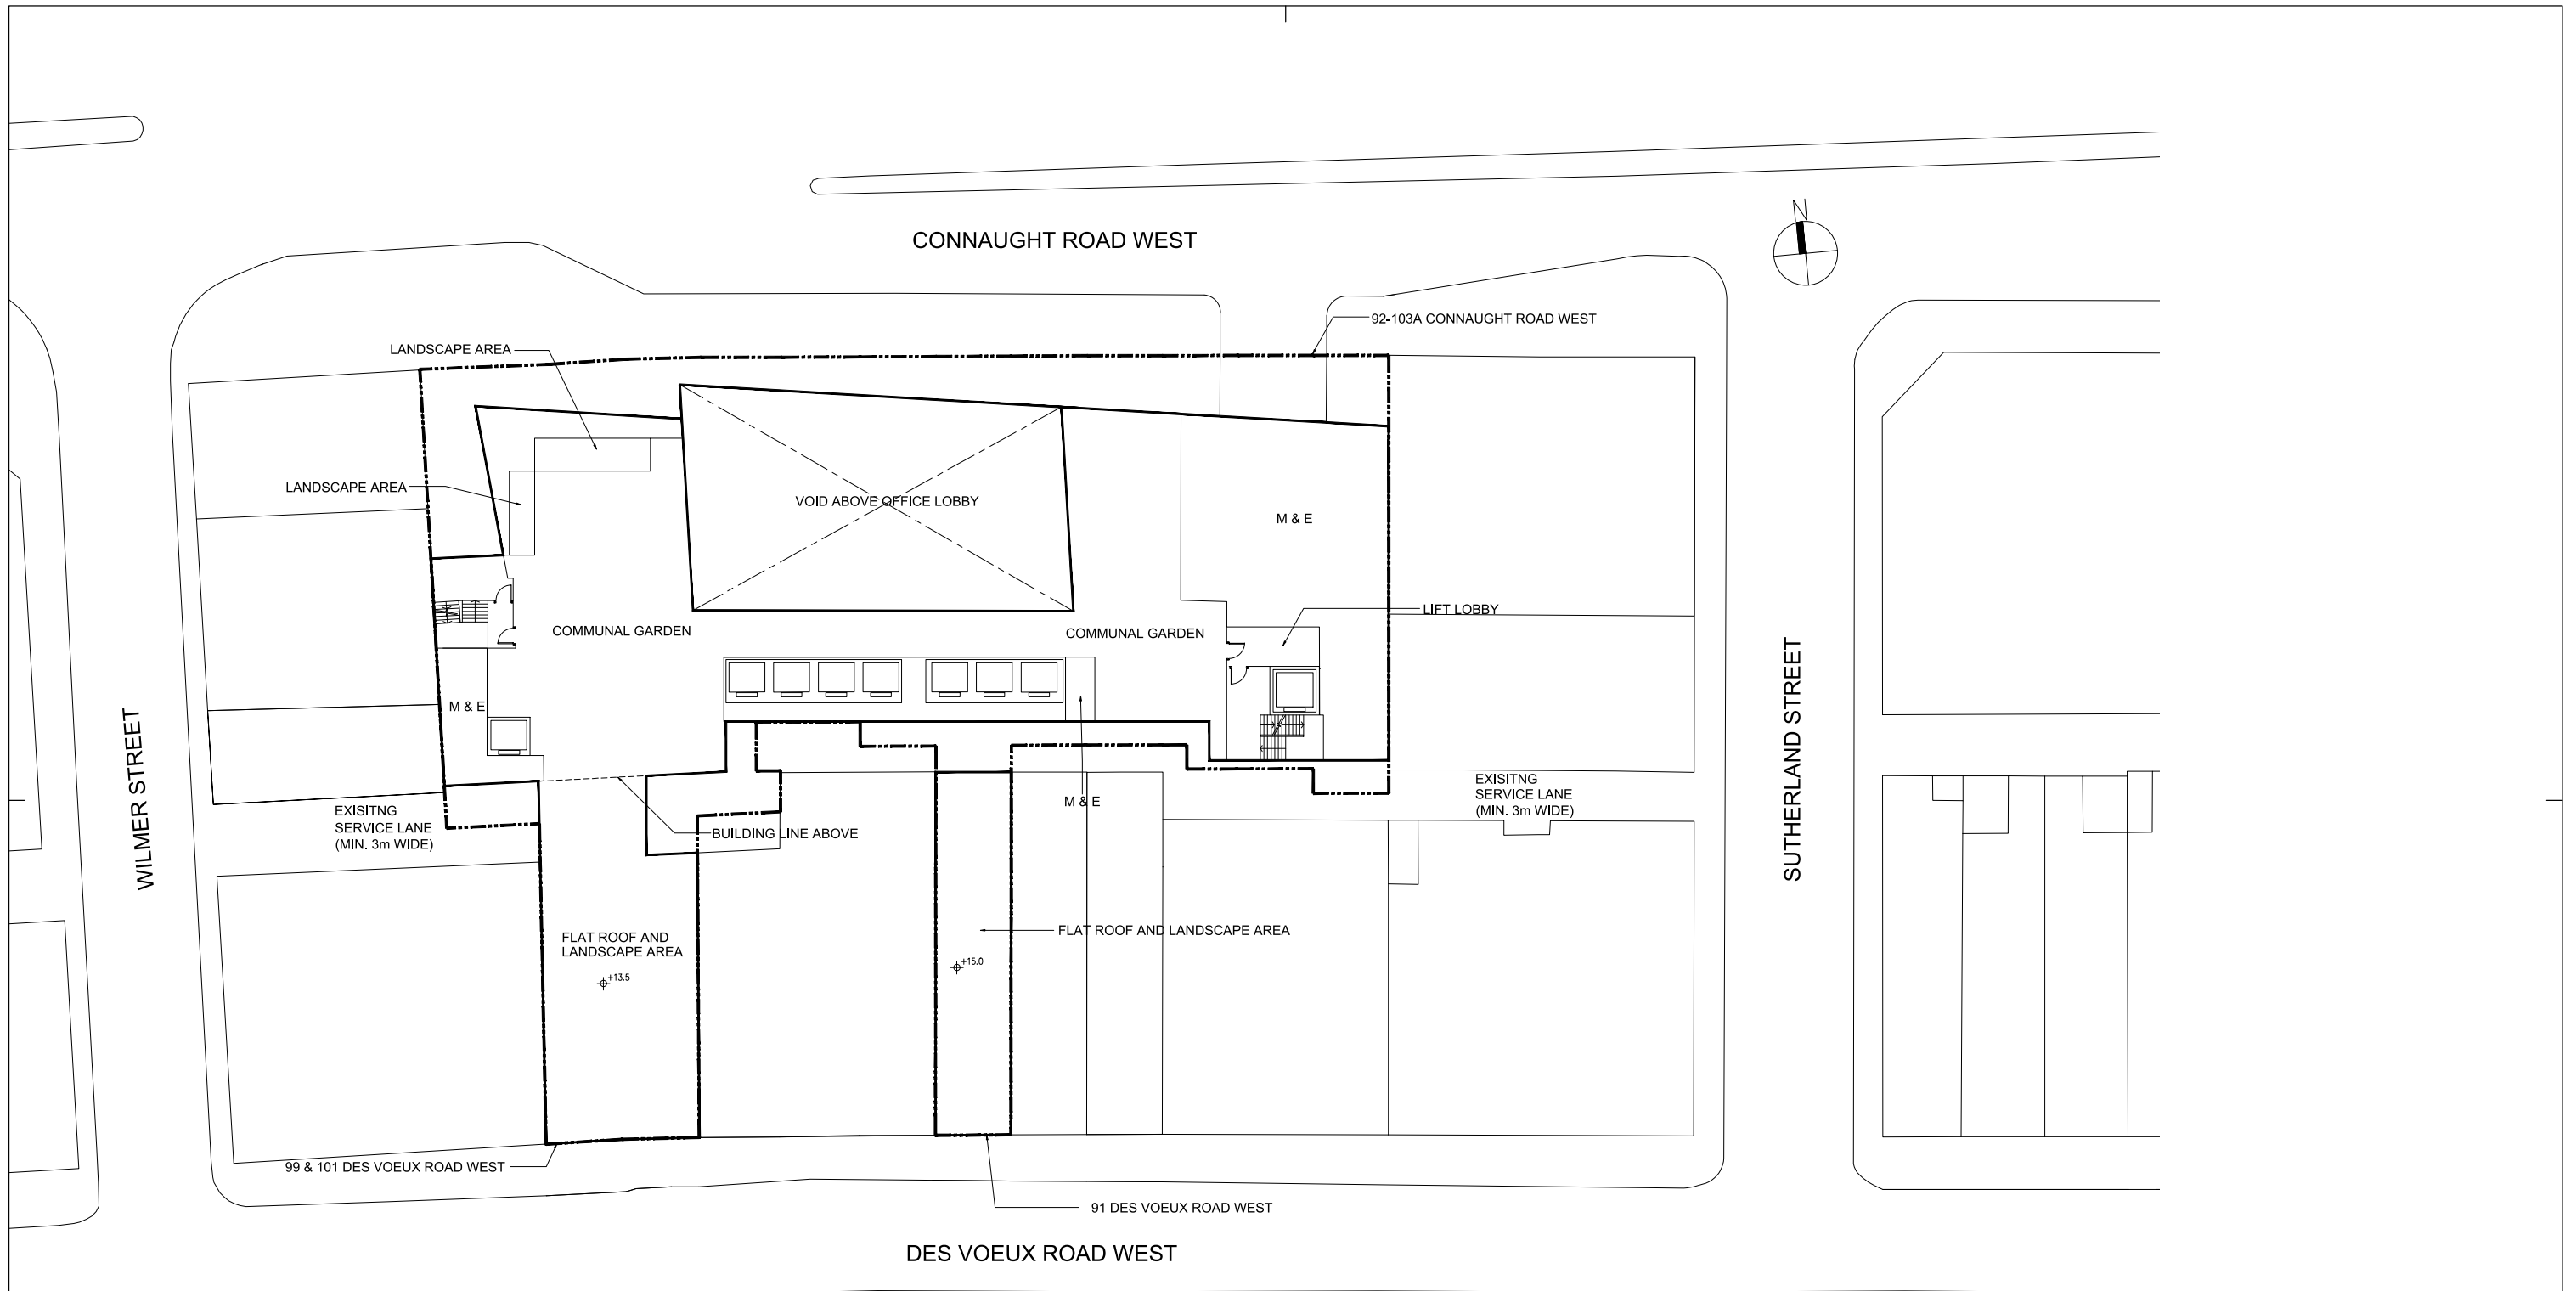 N
CONNAUGHT ROAD WEST
92-103A CONNAUGHT ROAD WEST
LANDSCAPE AREA
LANDSCAPE AREA
VOID ABOVE OFFICE LOBBY
M & E
LIFT LOBBY
COMMUNAL GARDEN
COMMUNAL GARDEN
WILMER STREET
SUTHERLAND STREET
M & E
EXISITNG
SERVICE LANE
(MIN. 3m WIDE)
BUILDING LINE ABOVE
M & E
EXISITNG
SERVICE LANE
(MIN. 3m WIDE)
FLAT ROOF AND
LANDSCAPE AREA
+13.5
FLAT ROOF AND LANDSCAPE AREA
+15.0
99 & 101 DES VOEUX ROAD WEST
91 DES VOEUX ROAD WEST
DES VOEUX ROAD WEST